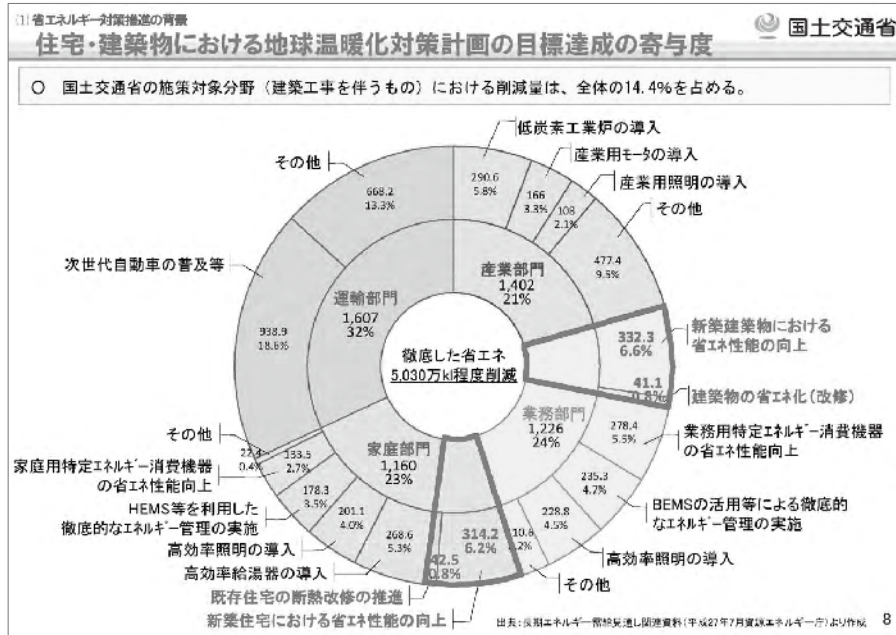 (1)省エネルギー対策推進の背景
住宅・建築物における地球温暖化対策計画の目標達成の寄与度
国土交通省
○ 国土交通省の施策対象分野（建築工事を伴うもの）における削減量は、全体の14.4%を占める。
低炭素工業炉の導入
290.6
5.8%
産業用モータの導入
166
3.3%
産業用照明の導入
108
2.1%
その他
477.4
9.5%
産業部門
1,402
21%
新築建築物における
省エネ性能の向上
332.3
6.6%
建築物の省エネ化（改修）
41.1
0.8%
業務部門
1,226
24%
業務用特定エネルギー消費機器
の省エネ性能向上
278.4
5.5%
BEMSの活用等による徹底的
なエネルギー管理の実施
235.3
4.7%
高効率照明の導入
228.8
4.5%
その他
新築住宅における省エネ性能の向上
314.2
6.2%
既存住宅の断熱改修の推進
42.5
0.8%
家庭部門
1,160
23%
高効率給湯器の導入
268.6
5.3%
高効率照明の導入
201.1
4.0%
HEMS等を利用した
徹底的なエネルギー管理の実施
178.3
3.5%
家庭用特定エネルギー消費機器
の省エネ性能向上
133.5
2.7%
その他
22.4
0.4%
運輸部門
1,607
32%
次世代自動車の普及等
938.9
18.6%
その他
668.2
13.3%
徹底した省エネ
5,030万kl程度削減
出典：長期エネルギー需給見通し関連資料（平成27年7月資源エネルギー庁）より作成
8